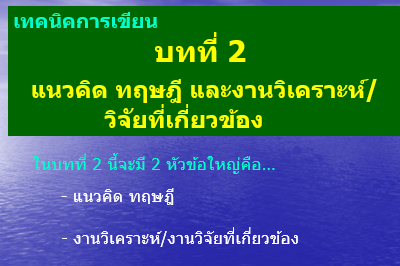 เทคนิคการเขียน
บทที่ 2
แนวคิด ทฤษฎี และงานวิเคราะห์/
วิจัยที่เกี่ยวข้อง
ในบทที่ 2 นี้จะมี 2 หัวข้อใหญ่คือ...
- แนวคิด ทฤษฎี
- งานวิเคราะห์/งานวิจัยที่เกี่ยวข้อง